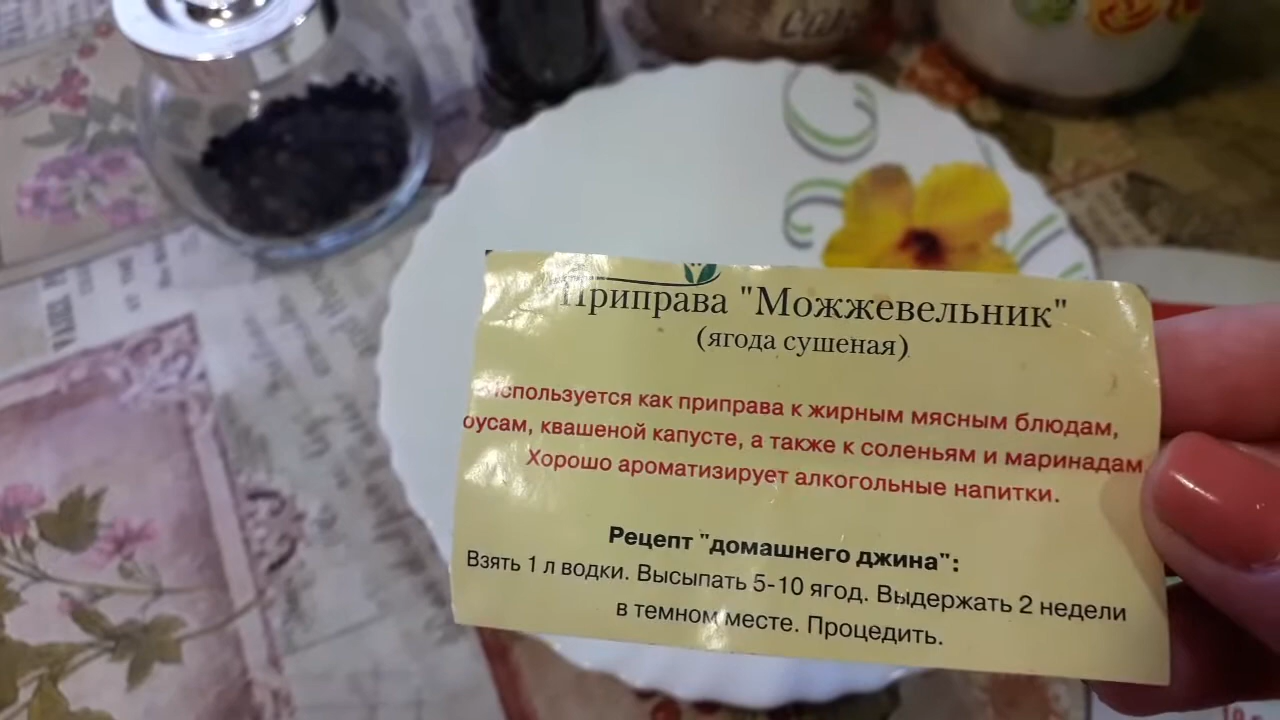 Приправа "Можжевельник"
(ягода сушеная)
используется как приправа к жирным мясным блюдам,
оусам, квашеной капусте, а также к соленьям и маринадам
Хорошо ароматизирует алкогольные напитки.
Рецепт "домашнего джина":
Взять 1 л водки. Высыпать 5-10 ягод. Выдержать 2 недели
в темном месте. Процедить.